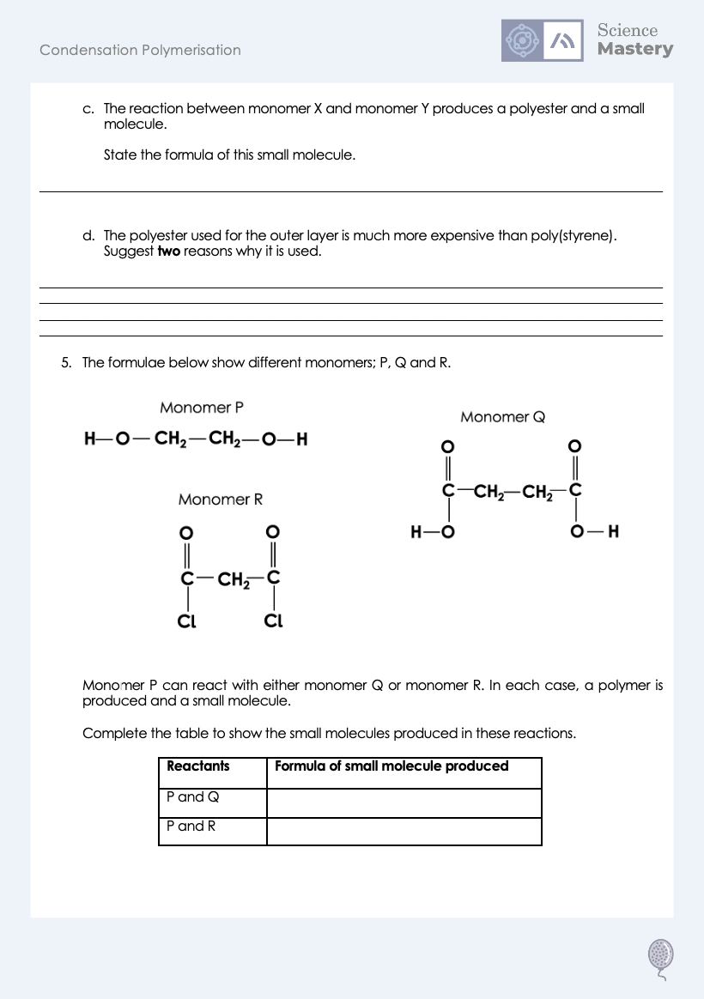 Condensation Polymerisation
Science
Mastery
c. The reaction between monomer X and monomer Y produces a polyester and a small
molecule.
State the formula of this small molecule.
d. The polyester used for the outer layer is much more expensive than poly(styrene).
Suggest two reasons why it is used.
5. The formulae below show different monomers; P, Q and R.
Monomer P
H—O—CH₂—CH₂—O—H
Monomer Q
O O
C—CH₂—CH₂—C
H—O O—H
Monomer R
O O
C—CH₂—C
Cl Cl
Monomer P can react with either monomer Q or monomer R. In each case, a polymer is
produced and a small molecule.
Complete the table to show the small molecules produced in these reactions.
Reactants Formula of small molecule produced
P and Q
P and R